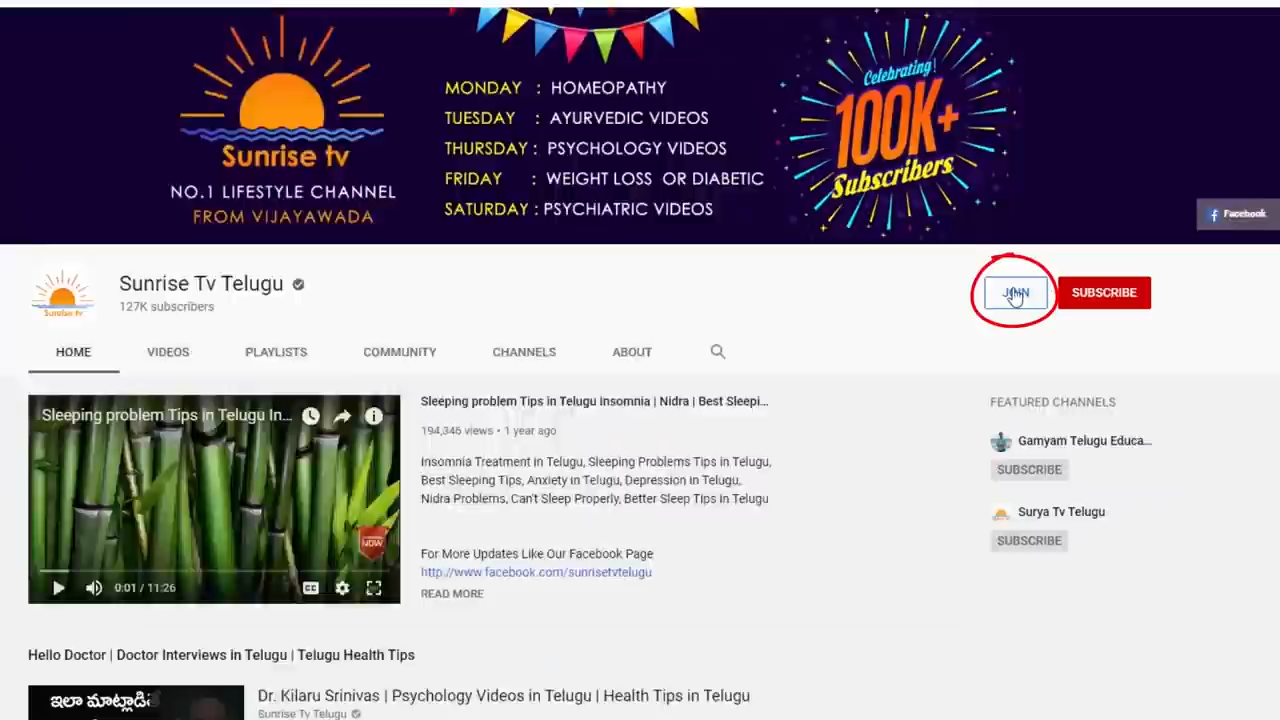 Sunrise tv
NO.1 LIFESTYLE CHANNEL
FROM VIJAYAWADA
MONDAY : HOMEOPATHY
TUESDAY : AYURVEDIC VIDEOS
THURSDAY : PSYCHOLOGY VIDEOS
FRIDAY : WEIGHT LOSS OR DIABETIC
SATURDAY : PSYCHIATRIC VIDEOS
Celebrating!
100K+
Subscribers
Facebook
Sunrise tv
Sunrise Tv Telugu
127K subscribers
JOIN
SUBSCRIBE
HOME VIDEOS PLAYLISTS COMMUNITY CHANNELS ABOUT
Sleeping problem Tips in Telugu In...
NOW
0:01 / 11:26
CC
Sleeping problem Tips in Telugu Insomnia | Nidra | Best Sleepi...
194,346 views • 1 year ago
Insomnia Treatment in Telugu, Sleeping Problems Tips in Telugu,
Best Sleeping Tips, Anxiety in Telugu, Depression in Telugu,
Nidra Problems, Can't Sleep Properly, Better Sleep Tips in Telugu
For More Updates Like Our Facebook Page
http://www.facebook.com/sunrisetvtelugu
READ MORE
FEATURED CHANNELS
Gamyam Telugu Educa...
SUBSCRIBE
Surya Tv Telugu
SUBSCRIBE
Hello Doctor | Doctor Interviews in Telugu | Telugu Health Tips
ఇలా
Dr. Kilaru Srinivas | Psychology Videos in Telugu | Health Tips in Telugu
Sunrise Tv Telugu